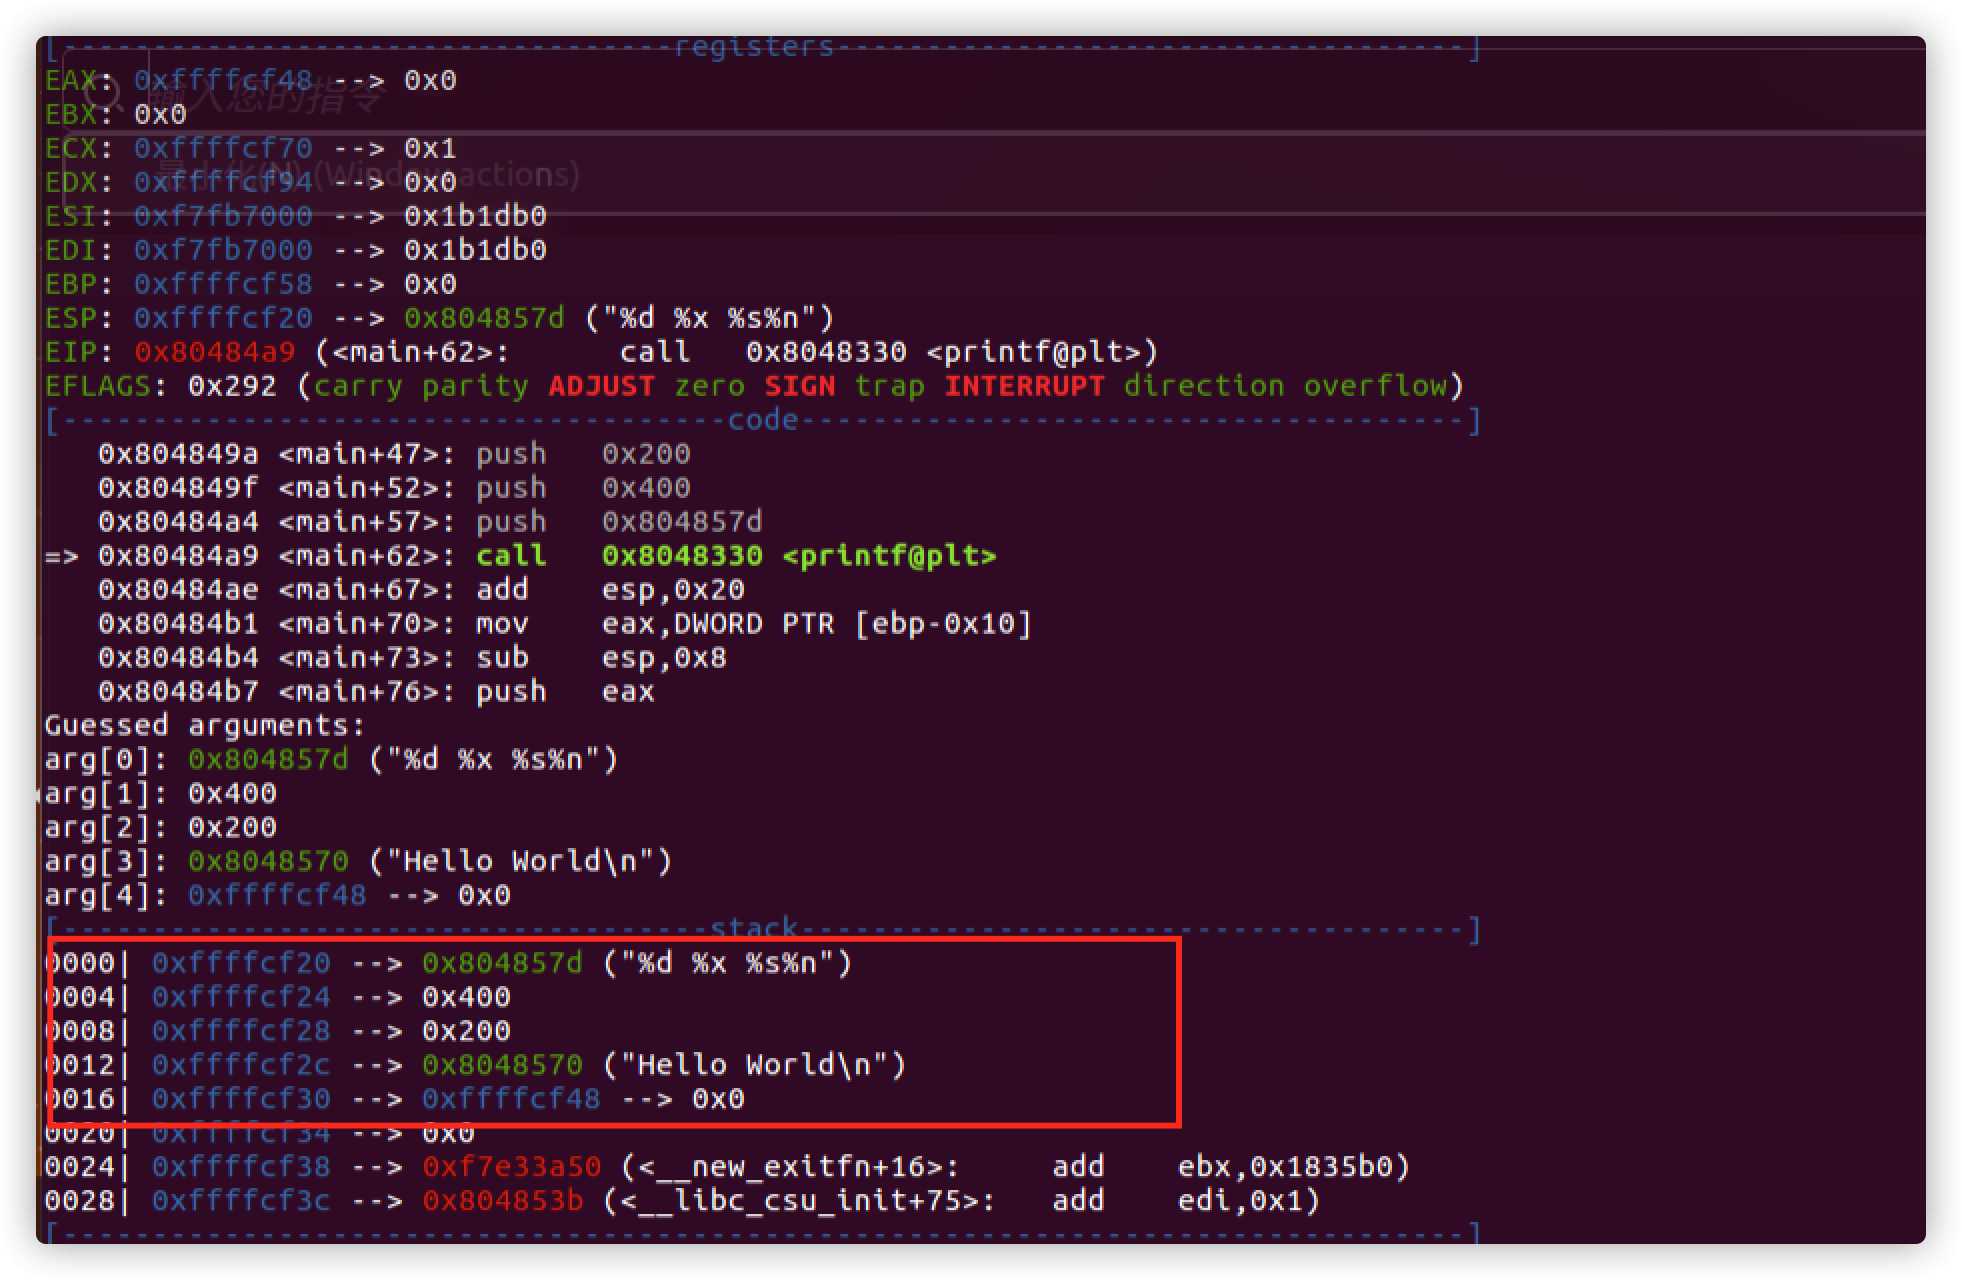 [----------------------------------registers-----------------------------------]
EAX: 0xffffcf48 --> 0x0
输入您的指令
EBX: 0x0
ECX: 0xffffcf70 --> 0x1
EDX: 0xffffcf94 --> 0x0
ESI: 0xf7fb7000 --> 0x1b1db0
EDI: 0xf7fb7000 --> 0x1b1db0
EBP: 0xffffcf58 --> 0x0
ESP: 0xffffcf20 --> 0x804857d ("%d %x %s%n")
EIP: 0x80484a9 (<main+62>:      call   0x8048330 <printf@plt>)
EFLAGS: 0x292 (carry parity ADJUST zero SIGN trap INTERRUPT direction overflow)
[-------------------------------------code-------------------------------------]
   0x804849a <main+47>: push   0x200
   0x804849f <main+52>: push   0x400
   0x80484a4 <main+57>: push   0x804857d
=> 0x80484a9 <main+62>: call   0x8048330 <printf@plt>
   0x80484ae <main+67>: add    esp,0x20
   0x80484b1 <main+70>: mov    eax,DWORD PTR [ebp-0x10]
   0x80484b4 <main+73>: sub    esp,0x8
   0x80484b7 <main+76>: push   eax
Guessed arguments:
arg[0]: 0x804857d ("%d %x %s%n")
arg[1]: 0x400
arg[2]: 0x200
arg[3]: 0x8048570 ("Hello World\n")
arg[4]: 0xffffcf48 --> 0x0
[------------------------------------stack-------------------------------------]
0000| 0xffffcf20 --> 0x804857d ("%d %x %s%n")
0004| 0xffffcf24 --> 0x400
0008| 0xffffcf28 --> 0x200
0012| 0xffffcf2c --> 0x8048570 ("Hello World\n")
0016| 0xffffcf30 --> 0xffffcf48 --> 0x0
0020| 0xffffcf34 --> 0x0
0024| 0xffffcf38 --> 0xf7e33a50 (<__new_exitfn+16>:     add    ebx,0x1835b0)
0028| 0xffffcf3c --> 0x804853b (<__libc_csu_init+75>:   add    edi,0x1)
[------------------------------------------------------------------------------]